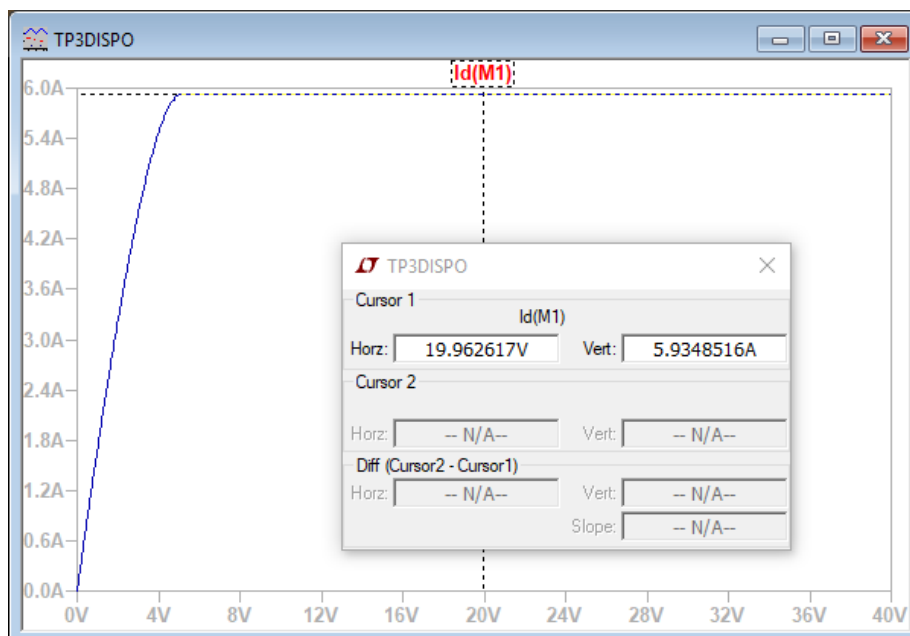 TP3DISPO
Id(M1)
6.0A
5.4A
4.8A
4.2A
3.6A
3.0A
2.4A
1.8A
1.2A
0.6A
0.0A
0V 4V 8V 12V 16V 20V 24V 28V 32V 36V 40V
TP3DISPO
Cursor 1
Id(M1)
Horz: 19.962617V Vert: 5.9348516A
Cursor 2
Horz: -- N/A-- Vert: -- N/A--
Diff (Cursor2 - Cursor1)
Horz: -- N/A-- Vert: -- N/A--
Slope: -- N/A--